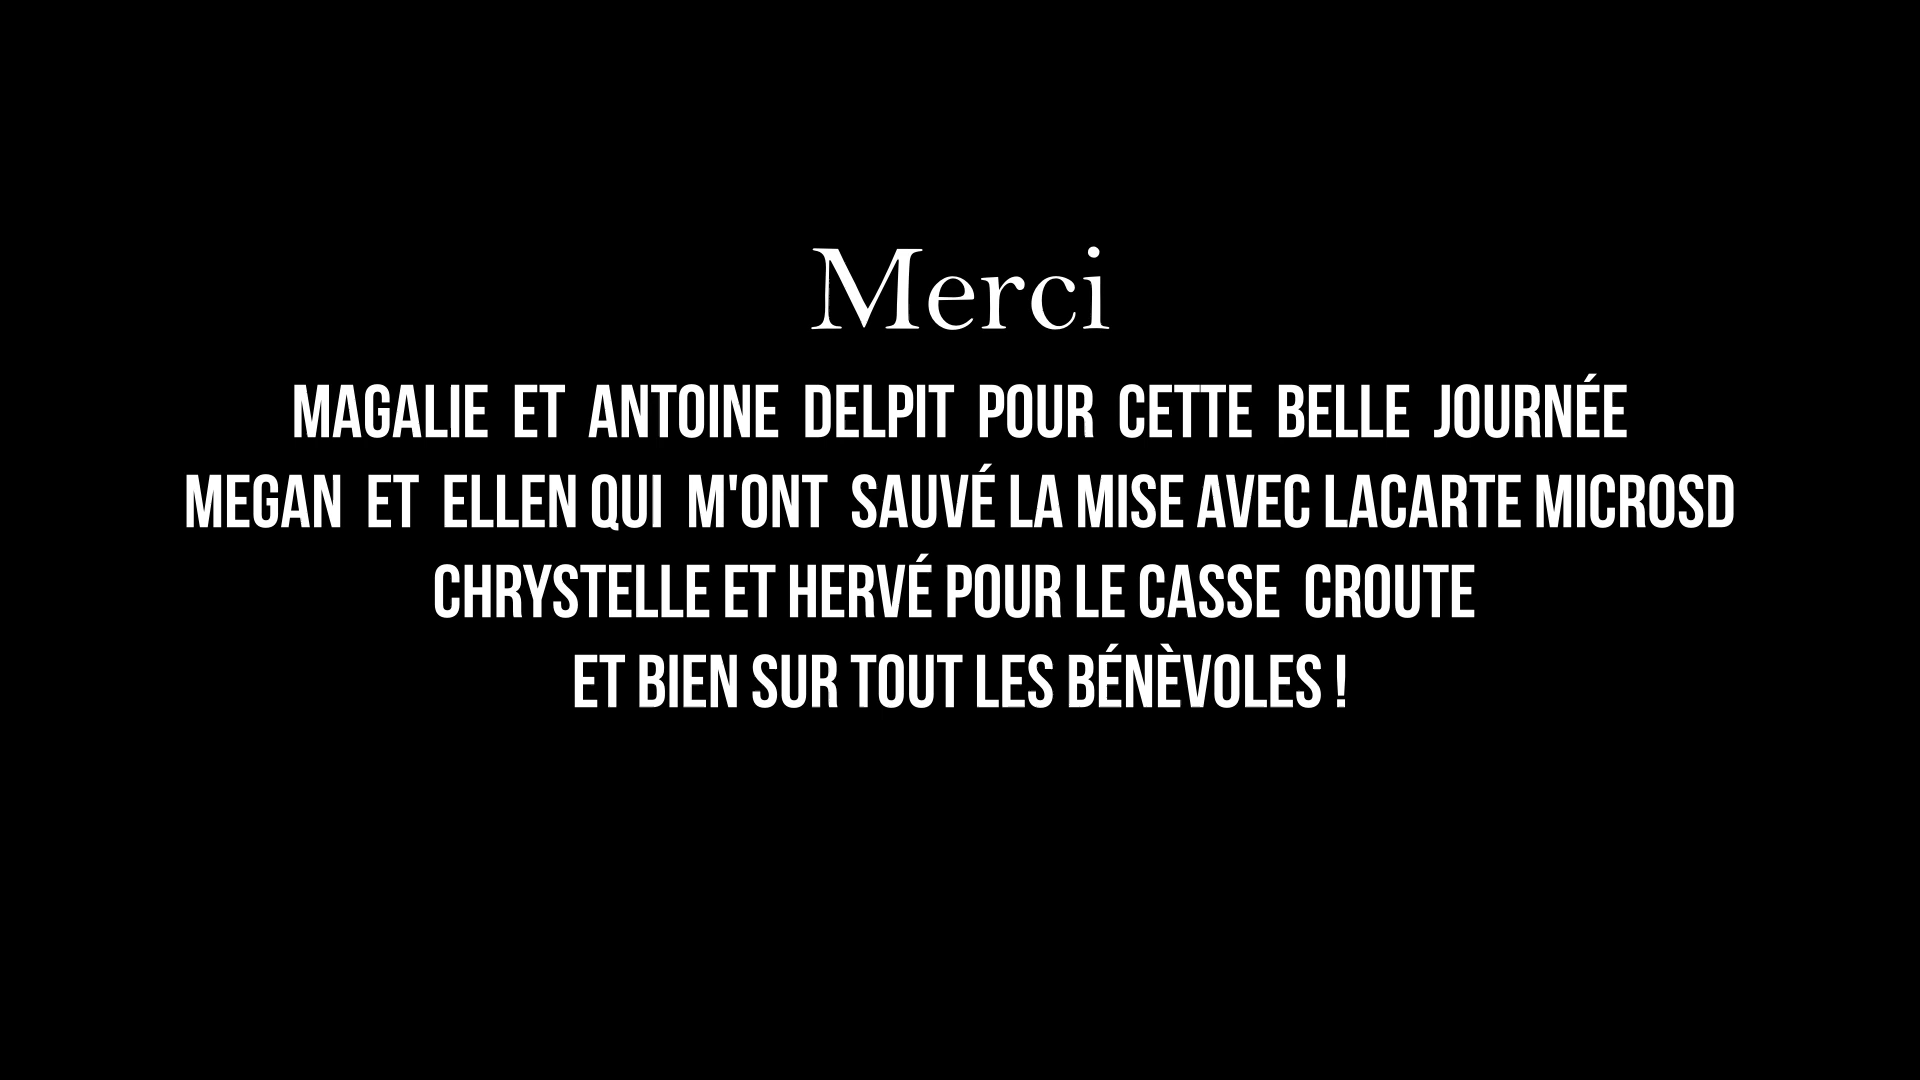 Merci
MAGALIE ET ANTOINE DELPIT POUR CETTE BELLE JOURNÉE
MEGAN ET ELLEN QUI M'ONT SAUVÉ LA MISE AVEC LACARTE MICROSD
CHRYSTELLE ET HERVÉ POUR LE CASSE CROUTE
ET BIEN SUR TOUT LES BÉNÈVOLES !